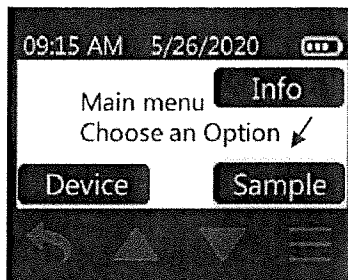 09:15 AM 5/26/2020
Info
Main menu
Choose an Option
Device Sample